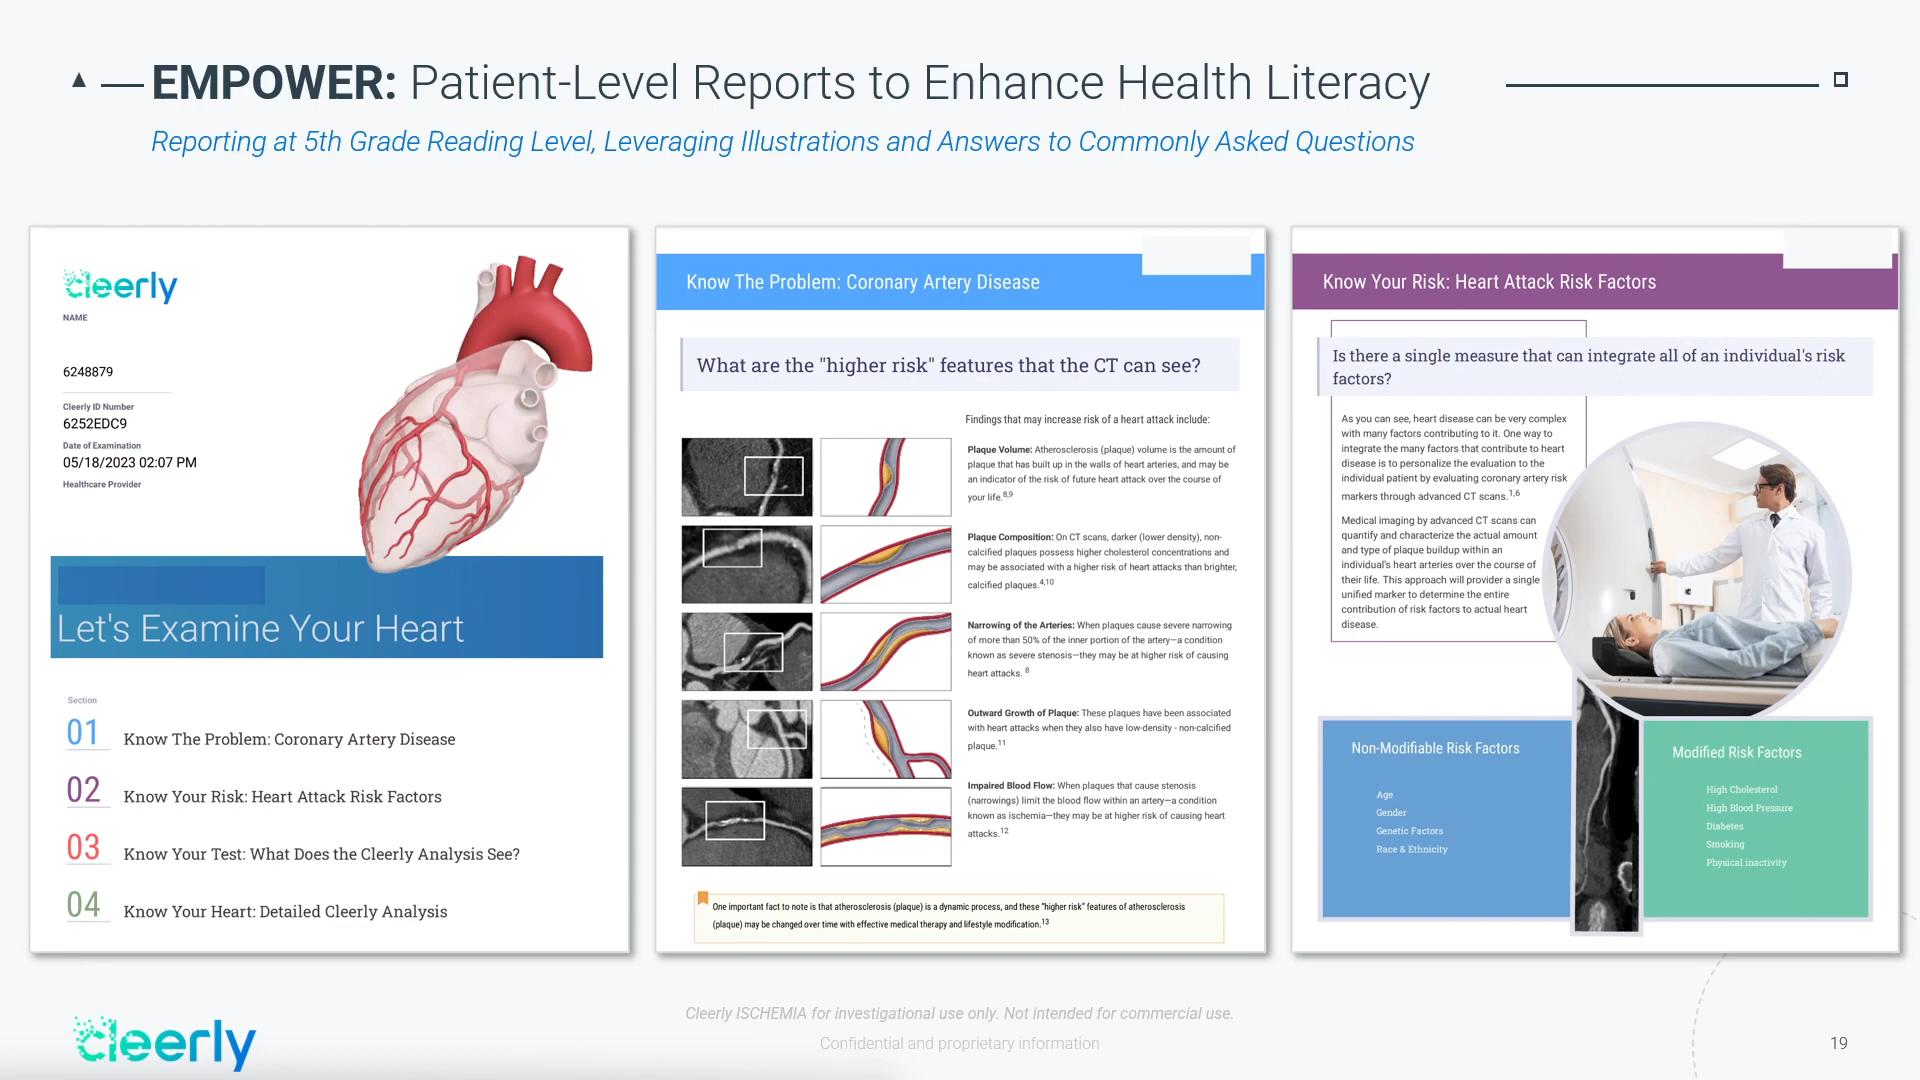 EMPOWER: Patient-Level Reports to Enhance Health Literacy
Reporting at 5th Grade Reading Level, Leveraging Illustrations and Answers to Commonly Asked Questions
cleerly
NAME
6248879
Cleerly ID Number
6252EDC9
Date of Examination
05/18/2023 02:07 PM
Healthcare Provider
Let's Examine Your Heart
Section
01 Know The Problem: Coronary Artery Disease
02 Know Your Risk: Heart Attack Risk Factors
03 Know Your Test: What Does the Cleerly Analysis See?
04 Know Your Heart: Detailed Cleerly Analysis
Know The Problem: Coronary Artery Disease
What are the "higher risk" features that the CT can see?
Findings that may increase risk of a heart attack include:
Plaque Volume: Atherosclerosis (plaque) volume is the amount of
plaque that has built up in the walls of heart arteries, and may be
an indicator of the risk of future heart attack over the course of
your life.8,9
Plaque Composition: On CT scans, darker (lower density), non-
calcified plaques possess higher cholesterol concentrations and
may be associated with a higher risk of heart attacks than brighter,
calcified plaques.4,10
Narrowing of the Arteries: When plaques cause severe narrowing
of more than 50% of the inner portion of the artery—a condition
known as severe stenosis—they may be at higher risk of causing
heart attacks. 8
Outward Growth of Plaque: These plaques have been associated
with heart attacks when they also have low-density - non-calcified
plaque.11
Impaired Blood Flow: When plaques that cause stenosis
(narrowings) limit the blood flow within an artery—a condition
known as ischemia—they may be at higher risk of causing heart
attacks.12
One important fact to note is that atherosclerosis (plaque) is a dynamic process, and these "higher risk" features of atherosclerosis
(plaque) may be changed over time with effective medical therapy and lifestyle modification.13
Know Your Risk: Heart Attack Risk Factors
Is there a single measure that can integrate all of an individual's risk
factors?
As you can see, heart disease can be very complex
with many factors contributing to it. One way to
integrate the many factors that contribute to heart
disease is to personalize the evaluation to the
individual patient by evaluating coronary artery risk
markers through advanced CT scans.1,6
Medical imaging by advanced CT scans can
quantify and characterize the actual amount
and type of plaque buildup within an
individual's heart arteries over the course of
their life. This approach will provider a single
unified marker to determine the entire
contribution of risk factors to actual heart
disease.
Non-Modifiable Risk Factors
Age
Gender
Genetic Factors
Race & Ethnicity
Modified Risk Factors
High Cholesterol
High Blood Pressure
Diabetes
Smoking
Physical inactivity
cleerly
Cleerly ISCHEMIA for investigational use only. Not intended for commercial use.
Confidential and proprietary information
19